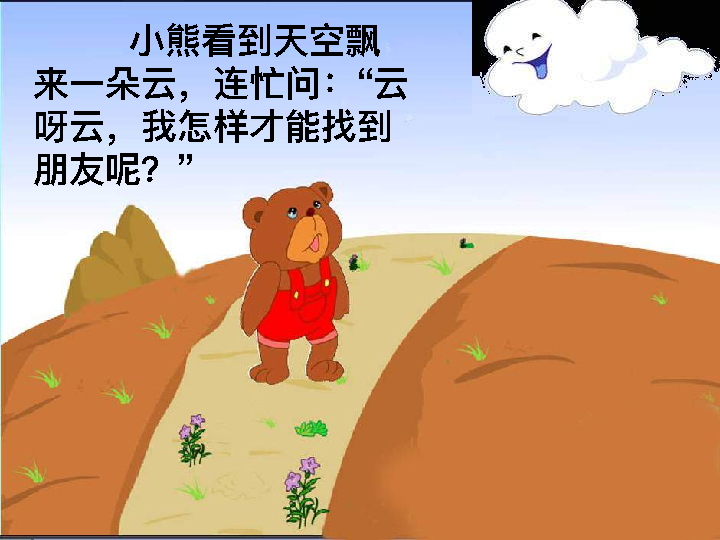 小熊看到天空飘
来一朵云，连忙问：“云
呀云，我怎样才能找到
朋友呢？”